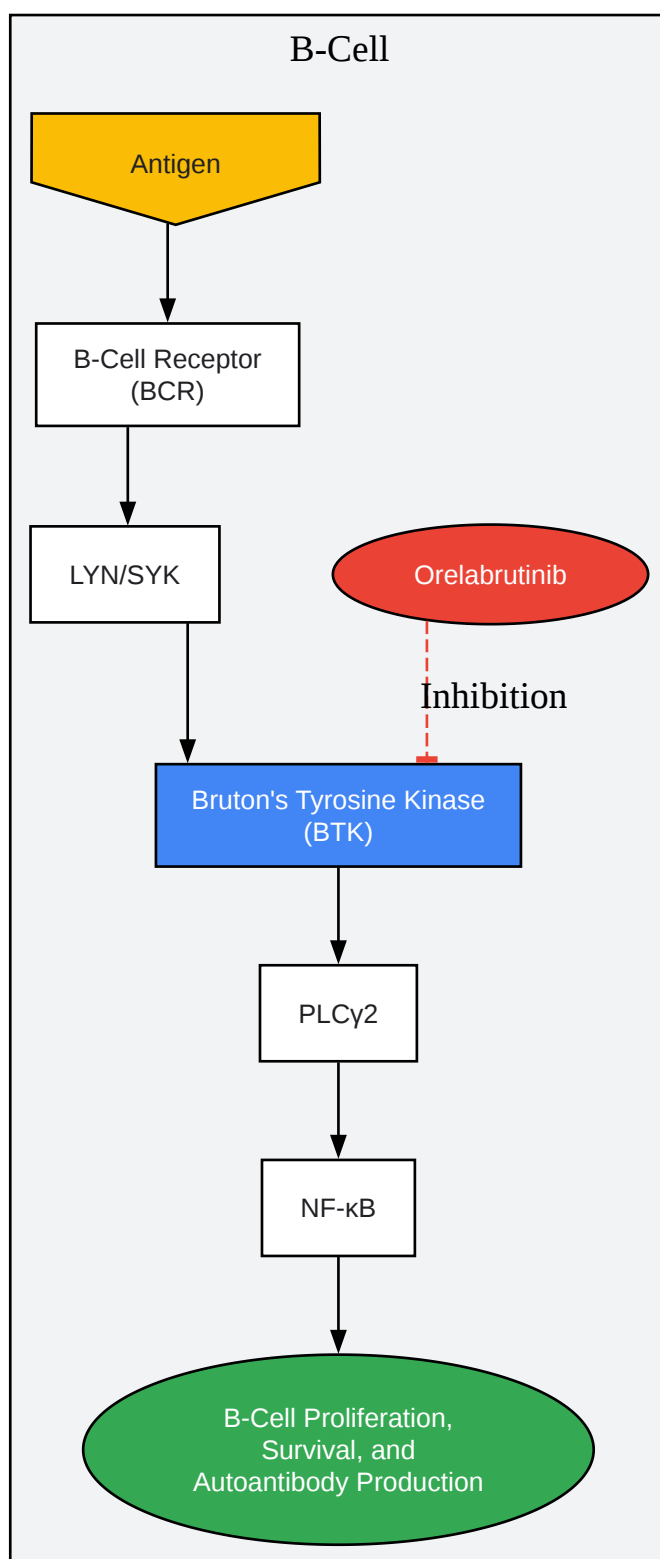 B-Cell
Antigen
B-Cell Receptor
(BCR)
LYN/SYK
Orelabrutinib
Inhibition
Bruton's Tyrosine Kinase
(BTK)
PLCγ2
NF-κB
B-Cell Proliferation,
Survival, and
Autoantibody Production